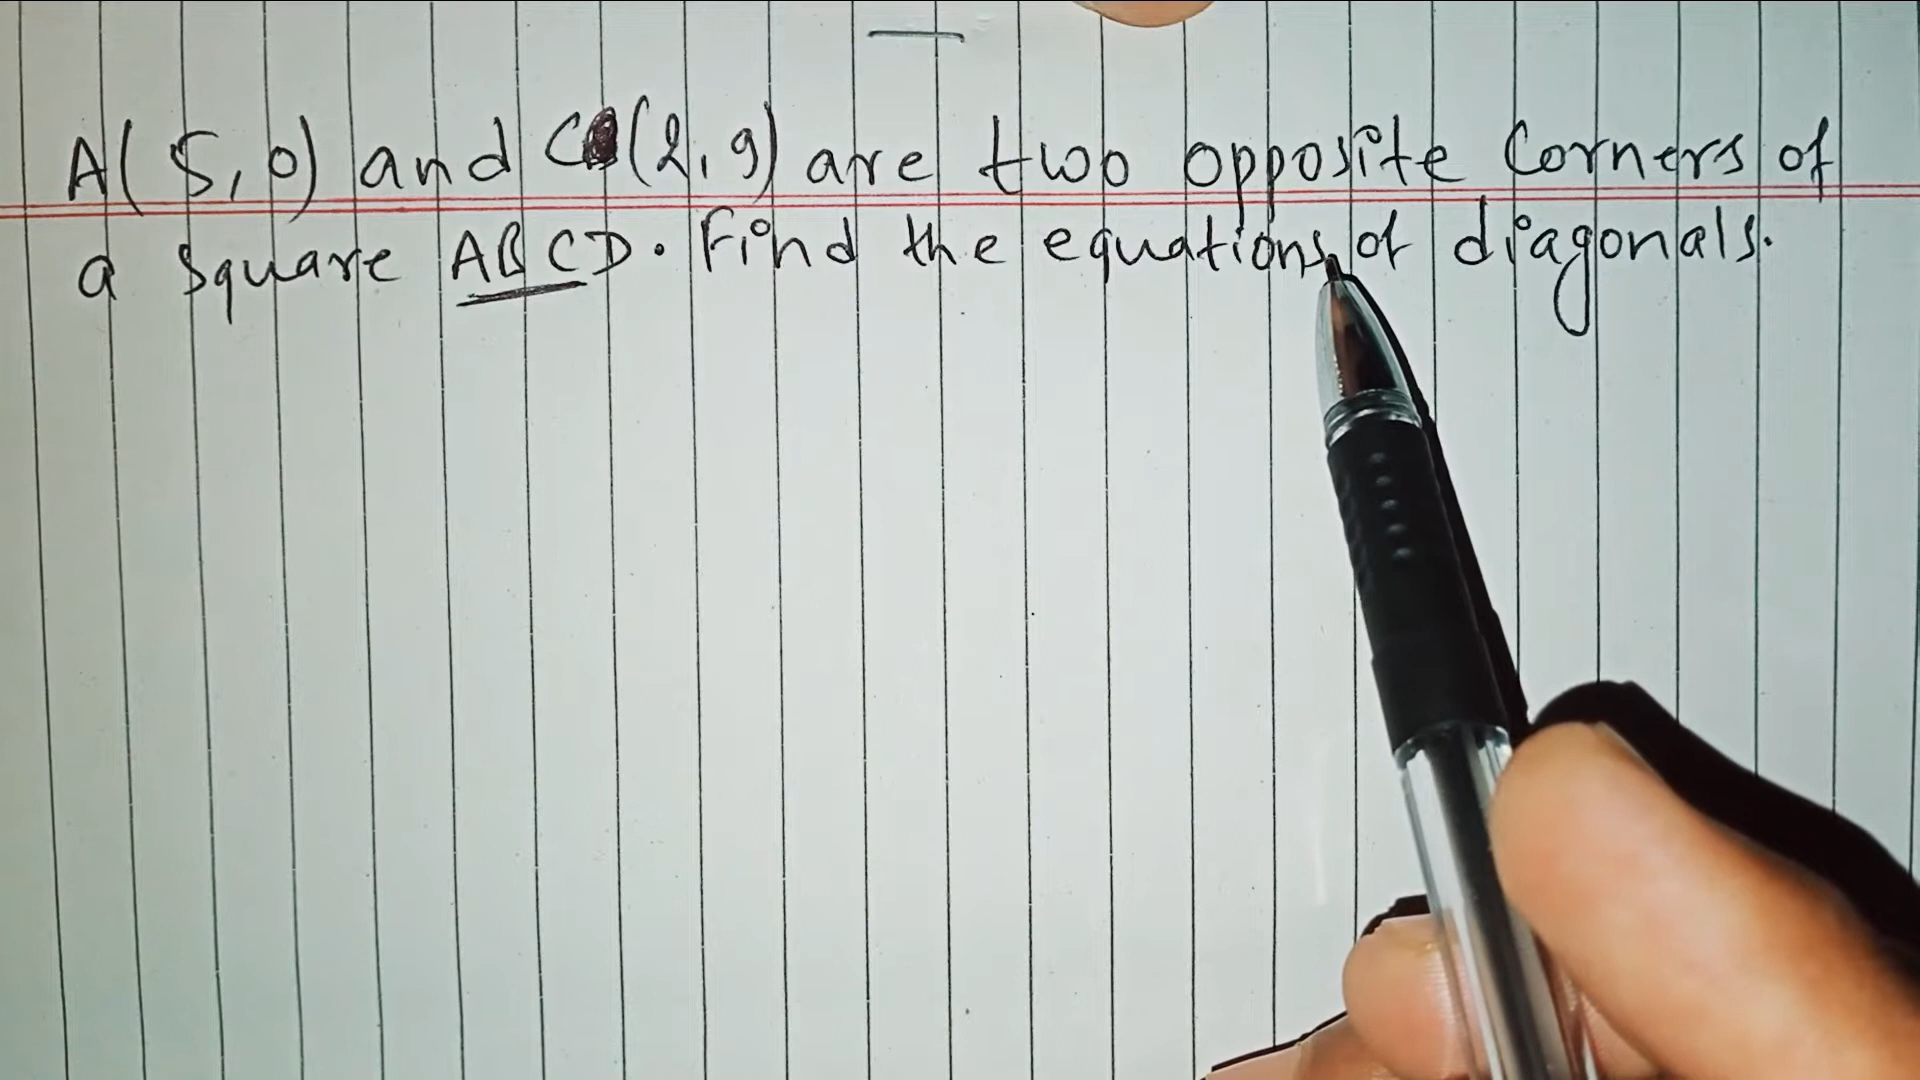 A(5,0) and C(2,9) are two opposite Corners of
a square ABCD. Find the equations of diagonals.